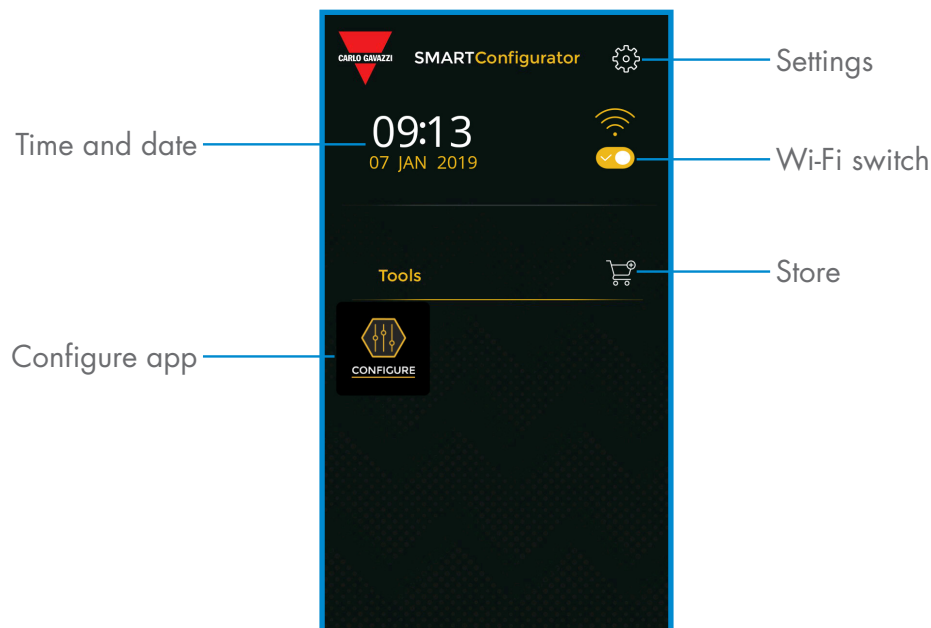 CARLO GAVAZZI
SMARTConfigurator
Settings
Time and date
09:13
07 JAN 2019
Wi-Fi switch
Tools
Store
Configure app
CONFIGURE